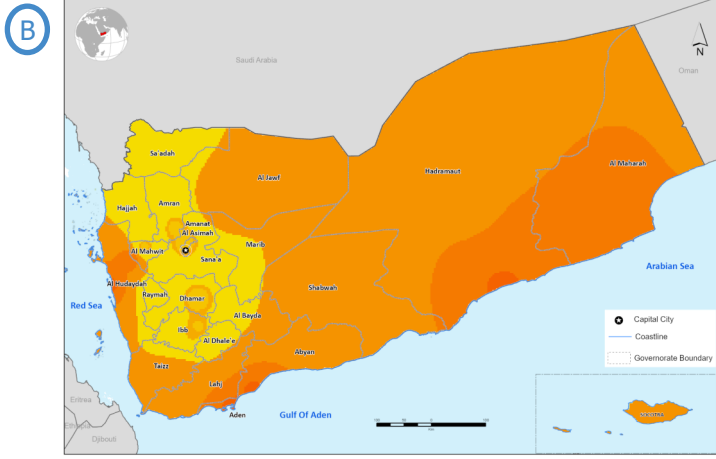 B
Saudi Arabia
N
Oman
Sa'adah
Al Jawf
Hadramaut
Al Maharah
Hajjah
Amran
Amanat
Al Asimah
Al Mahwit
Marib
Sana'a
Arabian Sea
Al Hudaydah
Raymah
Dhamar
Shabwah
Red Sea
Al Bayda
Ibb
Al Dhale'e
Capital City
Coastline
Governorate Boundary
Abyan
Taizz
Lahj
Aden
Gulf Of Aden
Eritrea
Ethiopia
Djibouti
SOCOTRA